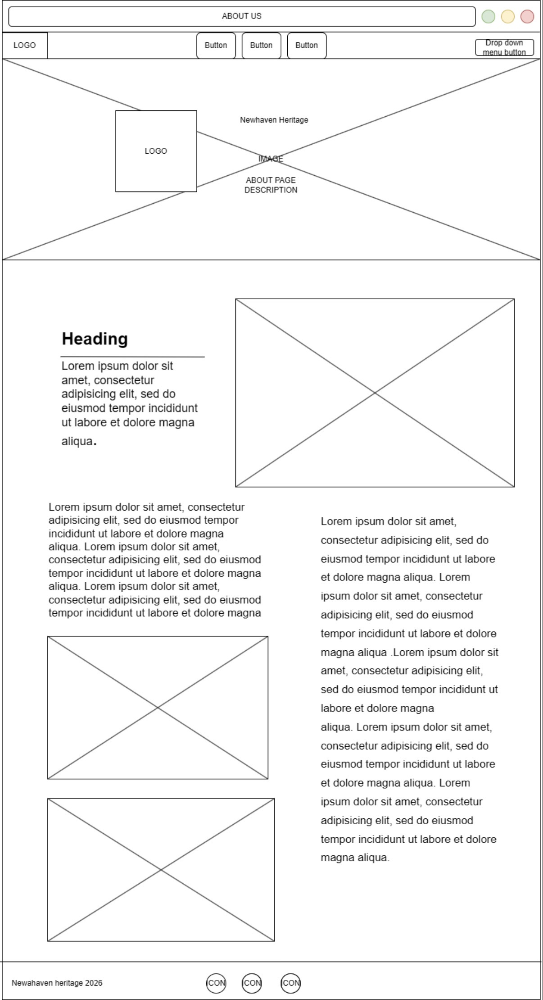 ABOUT US
LOGO
Button
Button
Button
Drop down
menu button
Newhaven Heritage
LOGO
IMAGE
ABOUT PAGE
DESCRIPTION
Heading
Lorem ipsum dolor sit
amet, consectetur
adipisicing elit, sed do
eiusmod tempor incididunt
ut labore et dolore magna
aliqua.
Lorem ipsum dolor sit amet, consectetur
adipisicing elit, sed do eiusmod tempor
incididunt ut labore et dolore magna
aliqua. Lorem ipsum dolor sit amet,
consectetur adipisicing elit, sed do eiusmod
tempor incididunt ut labore et dolore magna
aliqua. Lorem ipsum dolor sit amet,
consectetur adipisicing elit, sed do eiusmod
tempor incididunt ut labore et dolore magna
Lorem ipsum dolor sit amet,
consectetur adipisicing elit, sed do
eiusmod tempor incididunt ut labore
et dolore magna aliqua. Lorem
ipsum dolor sit amet, consectetur
adipisicing elit, sed do eiusmod
tempor incididunt ut labore et dolore
magna aliqua .Lorem ipsum dolor sit
amet, consectetur adipisicing elit,
sed do eiusmod tempor incididunt ut
labore et dolore magna
aliqua. Lorem ipsum dolor sit amet,
consectetur adipisicing elit, sed do
eiusmod tempor incididunt ut labore
et dolore magna aliqua. Lorem
ipsum dolor sit amet, consectetur
adipisicing elit, sed do eiusmod
tempor incididunt ut labore et dolore
magna aliqua.
Newahaven heritage 2026
ICON
ICON
ICON